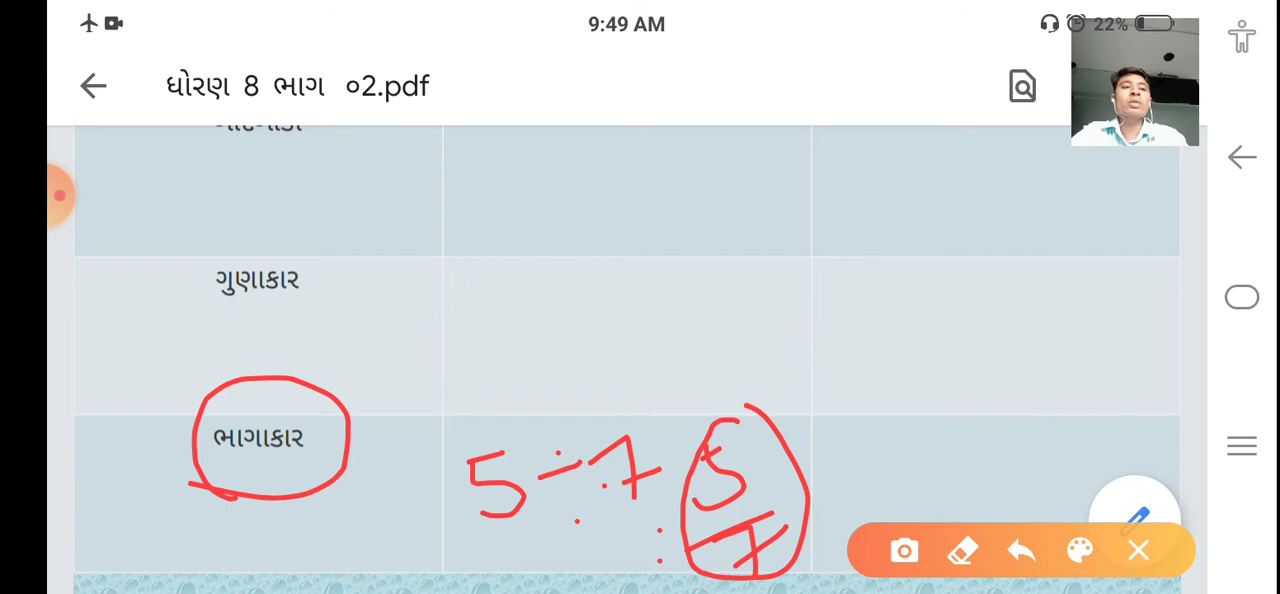 9:49 AM
22%
ધોરણ 8 ભાગ ૦2.pdf
ગુણાકાર
ભાગાકાર
5 ÷ 7
5
7